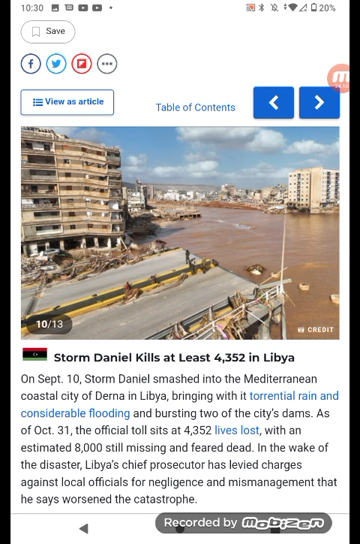 10:30 20%
Save
View as article
Table of Contents
10/13
CREDIT
Storm Daniel Kills at Least 4,352 in Libya
On Sept. 10, Storm Daniel smashed into the Mediterranean
coastal city of Derna in Libya, bringing with it torrential rain and
considerable flooding and bursting two of the city's dams. As
of Oct. 31, the official toll sits at 4,352 lives lost, with an
estimated 8,000 still missing and feared dead. In the wake of
the disaster, Libya's chief prosecutor has levied charges
against local officials for negligence and mismanagement that
he says worsened the catastrophe.
Recorded by mobizen